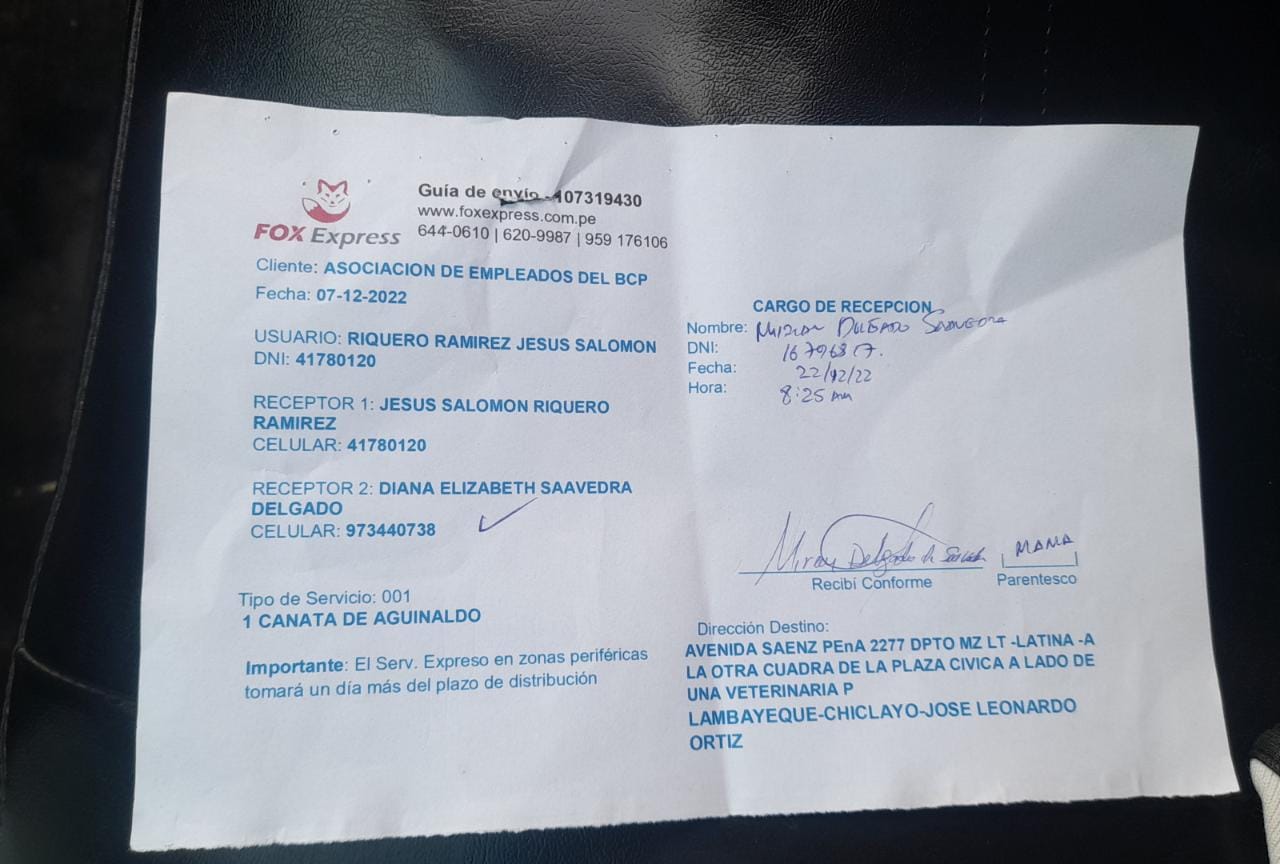 FOX Express
Guía de envío - 107319430
www.foxexpress.com.pe
644-0610 | 620-9987 | 959 176106
Cliente: ASOCIACION DE EMPLEADOS DEL BCP
Fecha: 07-12-2022
USUARIO: RIQUERO RAMIREZ JESUS SALOMON
DNI: 41780120
RECEPTOR 1: JESUS SALOMON RIQUERO
RAMIREZ
CELULAR: 41780120
RECEPTOR 2: DIANA ELIZABETH SAAVEDRA
DELGADO
CELULAR: 973440738
Tipo de Servicio: 001
1 CANATA DE AGUINALDO
Importante: El Serv. Expreso en zonas periféricas
tomará un día más del plazo de distribución
CARGO DE RECEPCION
Nombre: DELGADO
DNI:
Fecha: 22/12/22
Hora: 8:25 am
Recibí Conforme
MAMA
Parentesco
Dirección Destino:
AVENIDA SAENZ PEnA 2277 DPTO MZ LT -LATINA -A
LA OTRA CUADRA DE LA PLAZA CIVICA A LADO DE
UNA VETERINARIA P
LAMBAYEQUE-CHICLAYO-JOSE LEONARDO
ORTIZ